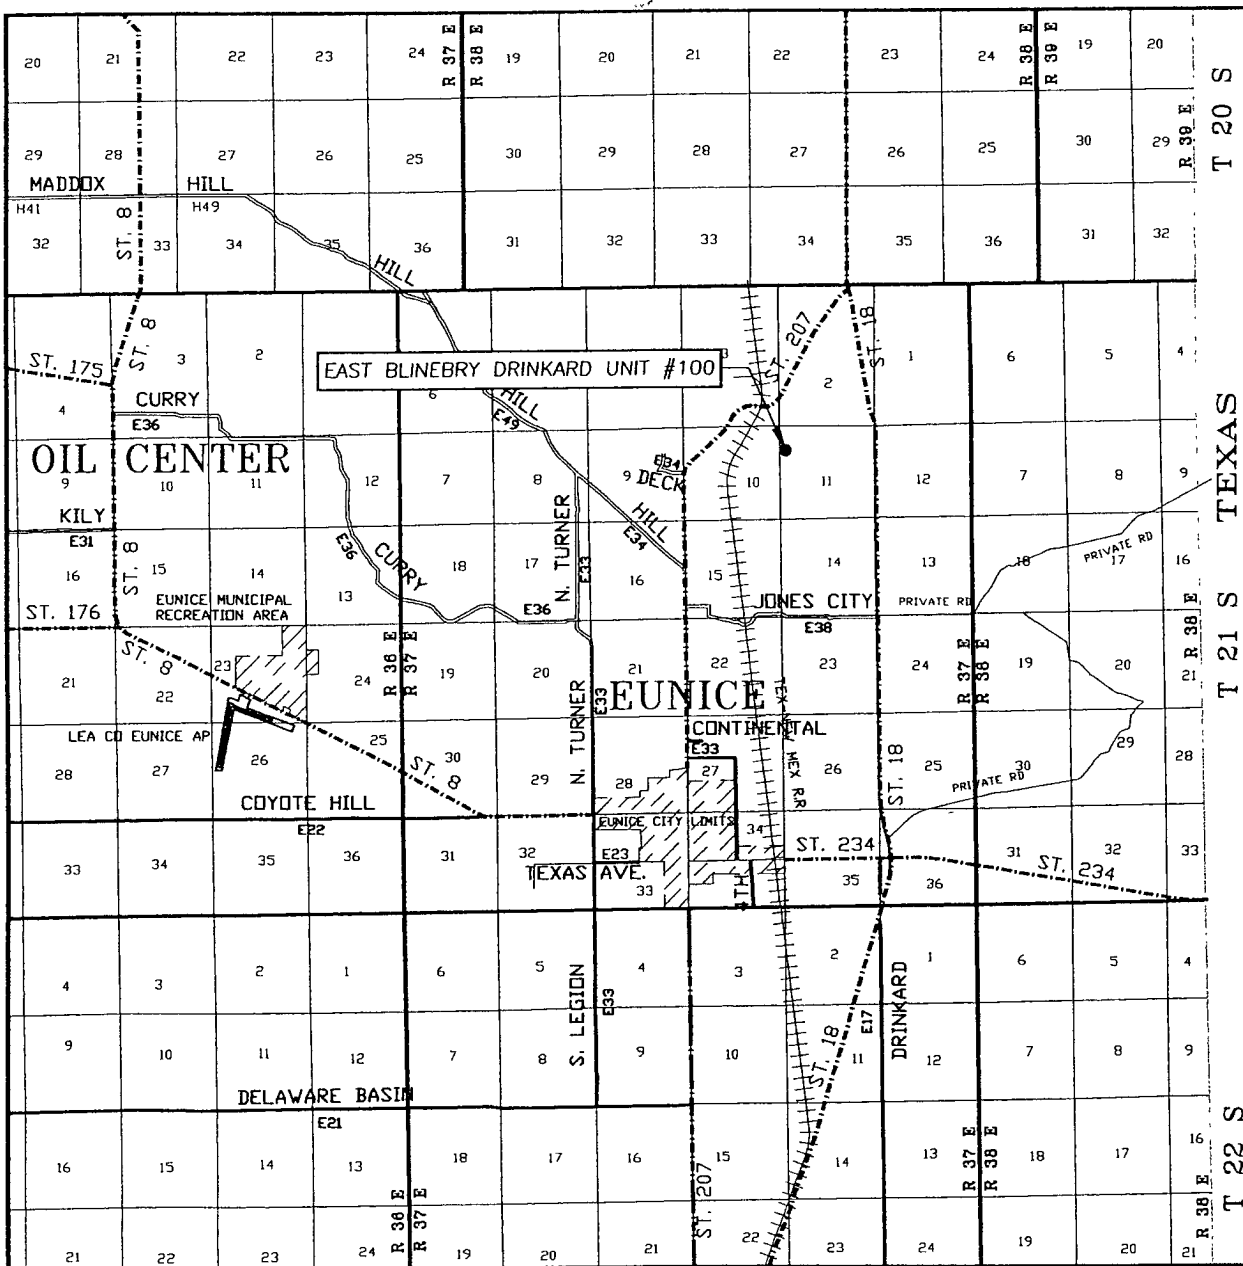 20 21 22 23 24 R 37 E R 38 E 19 20 21 22 23 24 R 38 E R 39 E 19 20
T 20 S
29 28 27 26 25 30 29 28 27 26 25 30 29 R 39 E
MADDOX HILL
H41 H49
32 ST. 8 33 34 35 36 31 32 33 34 35 36 31 32
HILL
ST. 175 ST. 8 3 2 ST. 207 ST. 18 1 6 5 4
EAST BLINEBRY DRINKARD UNIT #100
4 6 3 2
CURRY HILL
E36 E49
TEXAS
OIL CENTER
9 10 11 12 7 8 9 E34 10 11 12 7 8 9
DECK
KILY HILL
E31 E34
N. TURNER
E33
PRIVATE RD
16 ST. 8 15 14 13 E36 CURRY 18 17 16 15 14 13 18 17 16
EUNICE MUNICIPAL
RECREATION AREA
JONES CITY PRIVATE RD
ST. 176 E36 E38
R 36 E R 37 E R 37 E R 38 E R 38 E
T 21 S
ST. 8
21 22 23 24 19 20 21 22 23 24 19 20 21
EUNICE
N. TURNER E33
CONTINENTAL
E33
TEX NEW MEX R.R
LEA CO EUNICE AP
28 27 26 25 30 29 28 27 26 25 30 29 28
ST. 8 ST. 18
PRIVATE RD
COYOTE HILL
E22
EUNICE CITY LIMITS
33 34 35 36 31 32 33 34 35 36 31 32 33
E23
TEXAS AVE.
ST. 234 ST. 234
4TH
4 3 2 1 6 5 4 3 2 1 6 5 4
S. LEGION
E33
DRINKARD
E17
ST. 18
9 10 11 12 7 8 9 10 11 12 7 8 9
DELAWARE BASIN
E21
16 15 14 13 18 17 16 15 14 13 18 17 16
R 36 E R 37 E ST. 207 R 37 E R 38 E R 38 E
T 22 S
21 22 23 24 19 20 21 22 23 24 19 20 21